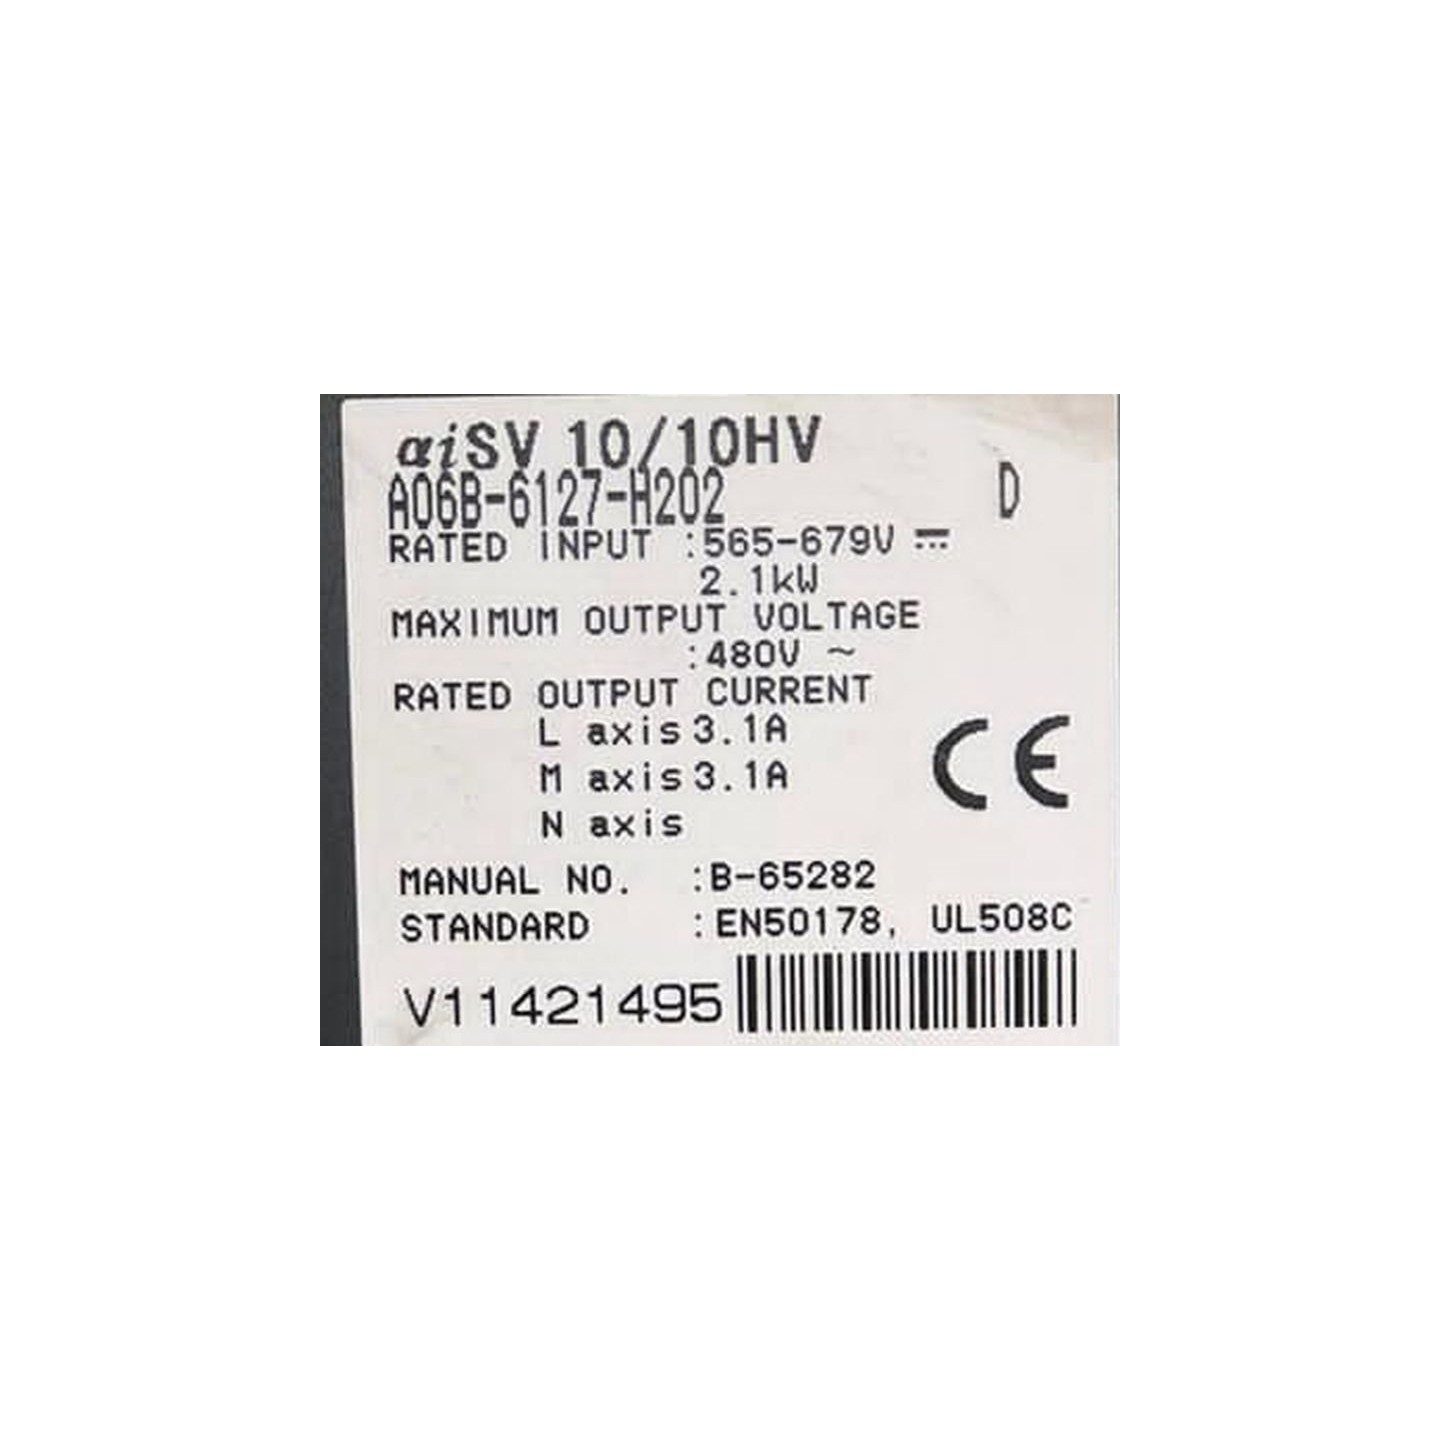 αiSV 10/10HV
A06B-6127-H202 D
RATED INPUT :565-679V ⎓
2.1kW
MAXIMUM OUTPUT VOLTAGE
:480V ~
RATED OUTPUT CURRENT
L axis 3.1A
M axis 3.1A
N axis
MANUAL NO. :B-65282
STANDARD :EN50178, UL508C
CE
V11421495